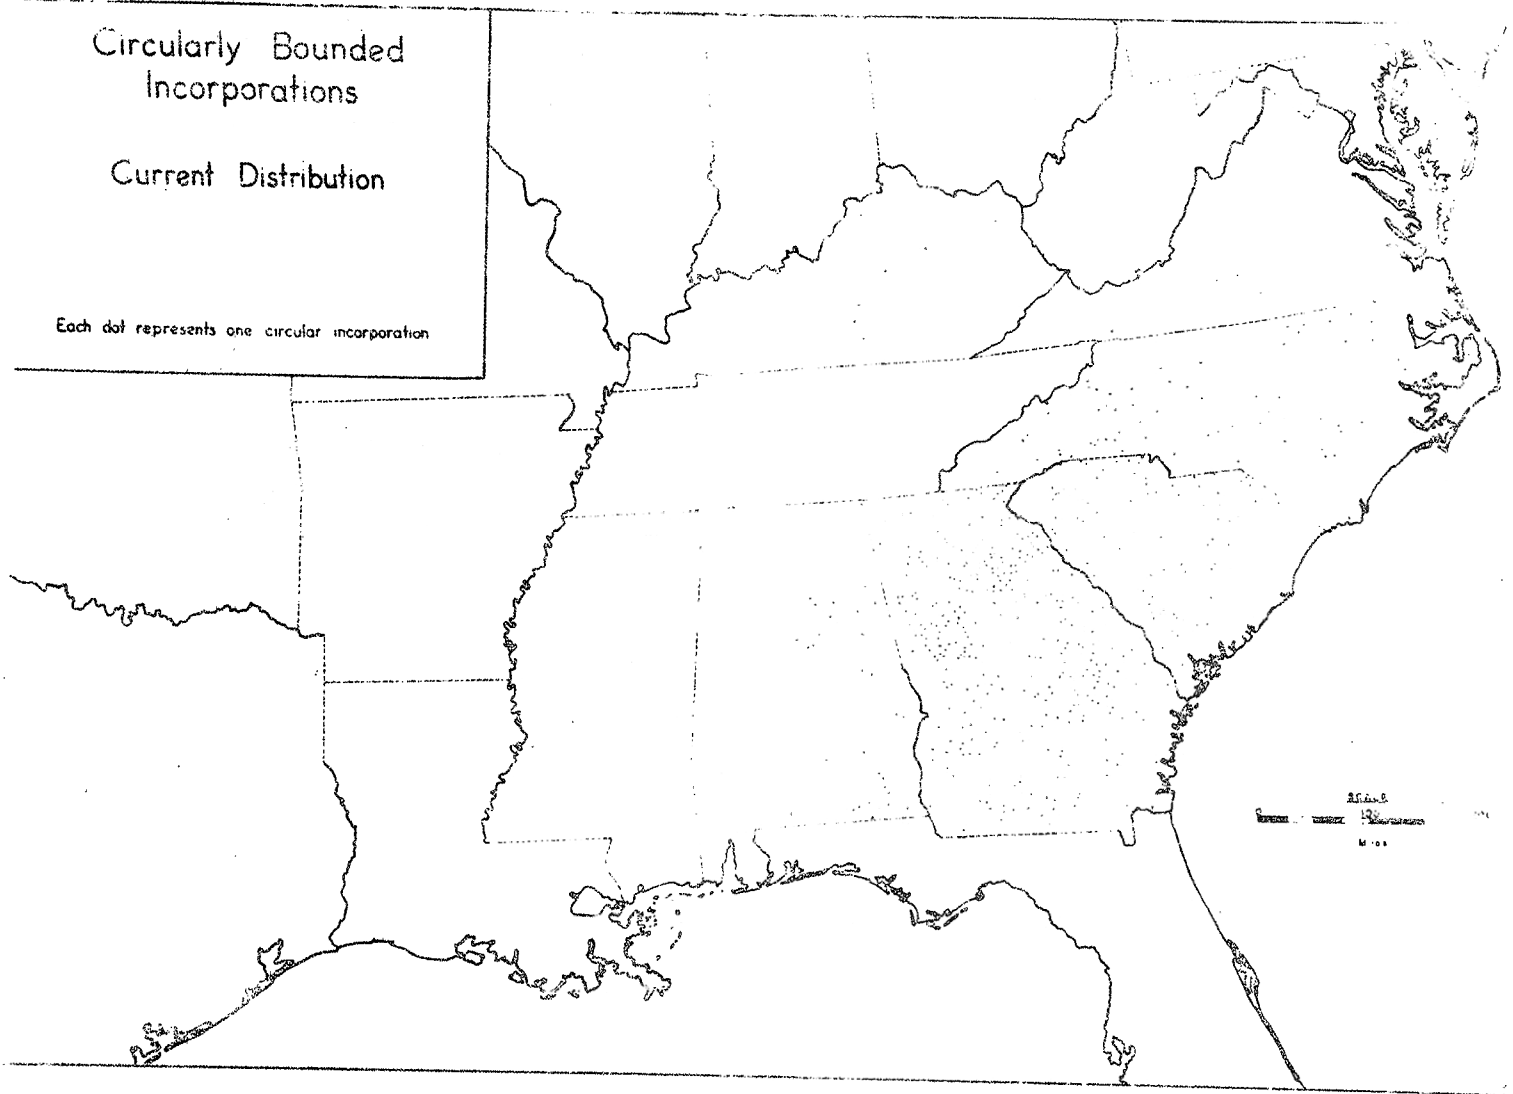 Circularly Bounded
Incorporations
Current Distribution
Each dot represents one circular incorporation